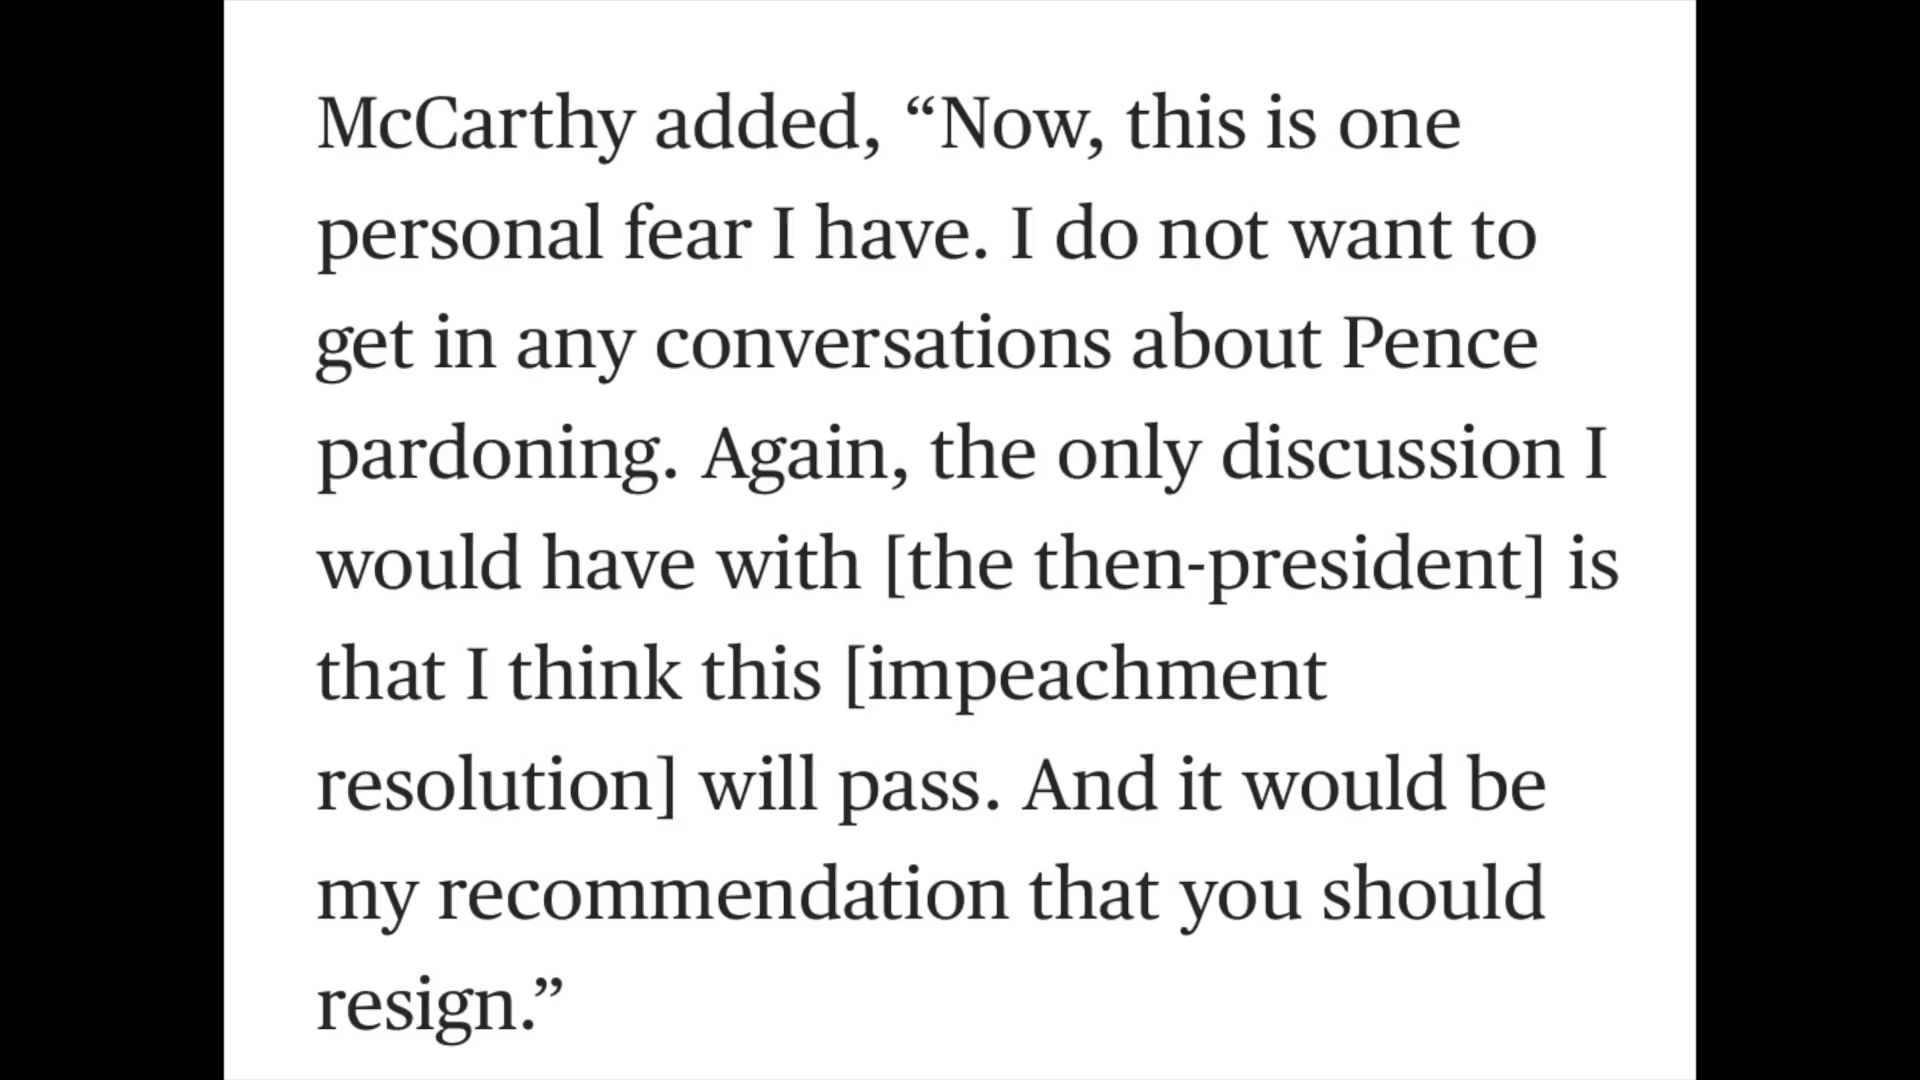 McCarthy added, “Now, this is one
personal fear I have. I do not want to
get in any conversations about Pence
pardoning. Again, the only discussion I
would have with [the then-president] is
that I think this [impeachment
resolution] will pass. And it would be
my recommendation that you should
resign.”